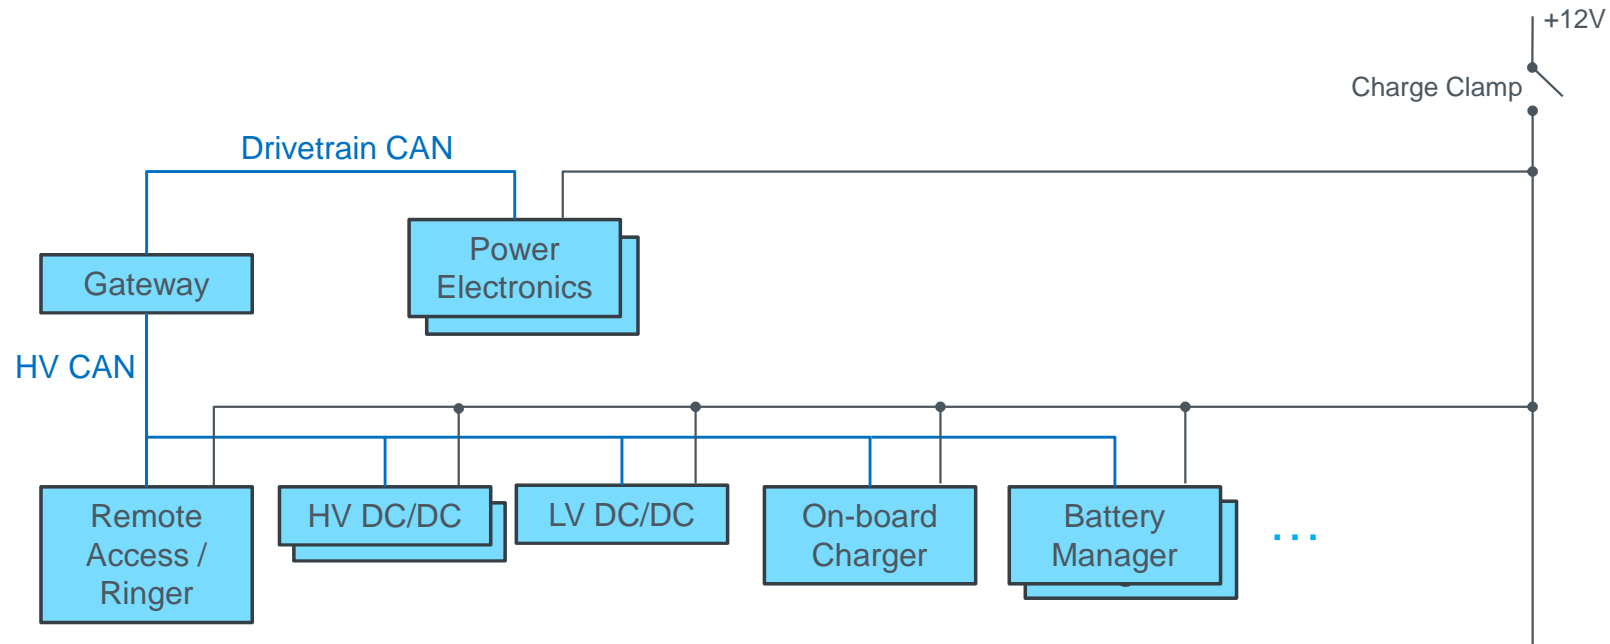 +12V
Charge Clamp
Drivetrain CAN
Power
Electronics
Gateway
HV CAN
Remote
Access /
Ringer
HV DC/DC
LV DC/DC
On-board
Charger
Battery
Manager
...